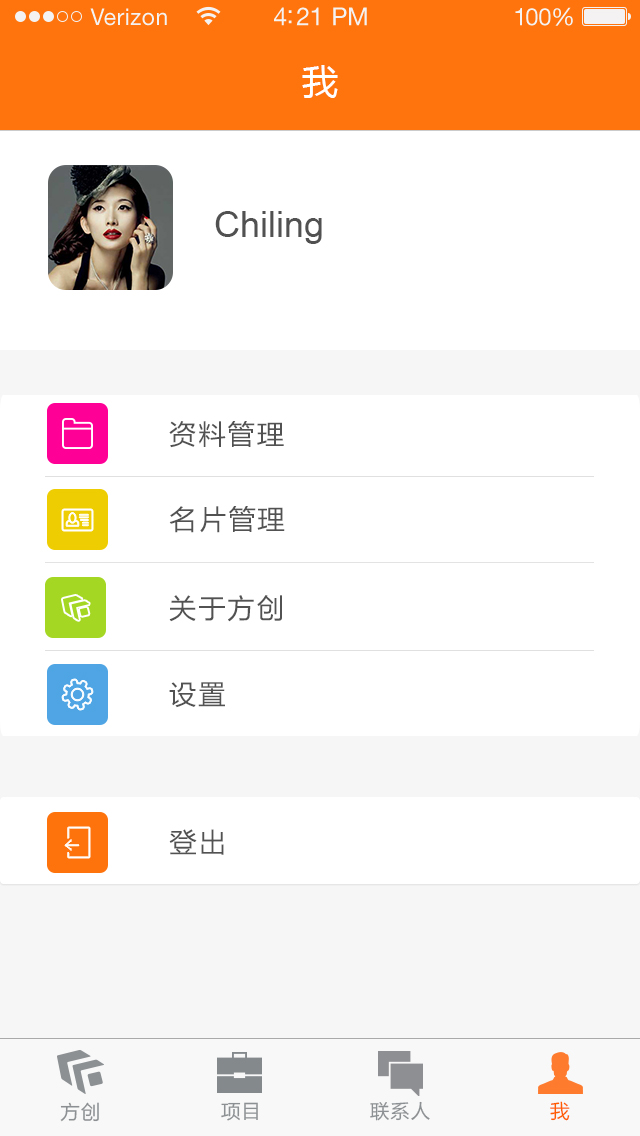 Verizon 4:21 PM 100%
我
Chiling
资料管理
名片管理
关于方创
设置
登出
方创 项目 联系人 我